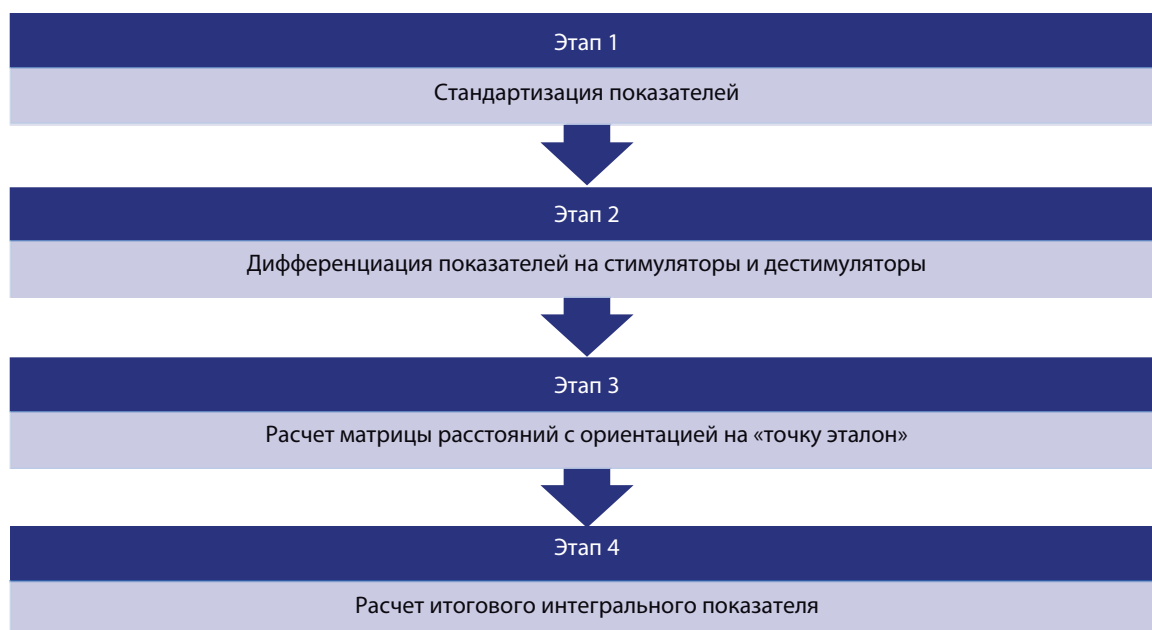 Этап 1
Стандартизация показателей
Этап 2
Дифференциация показателей на стимуляторы и дестимуляторы
Этап 3
Расчет матрицы расстояний с ориентацией на «точку эталон»
Этап 4
Расчет итогового интегрального показателя